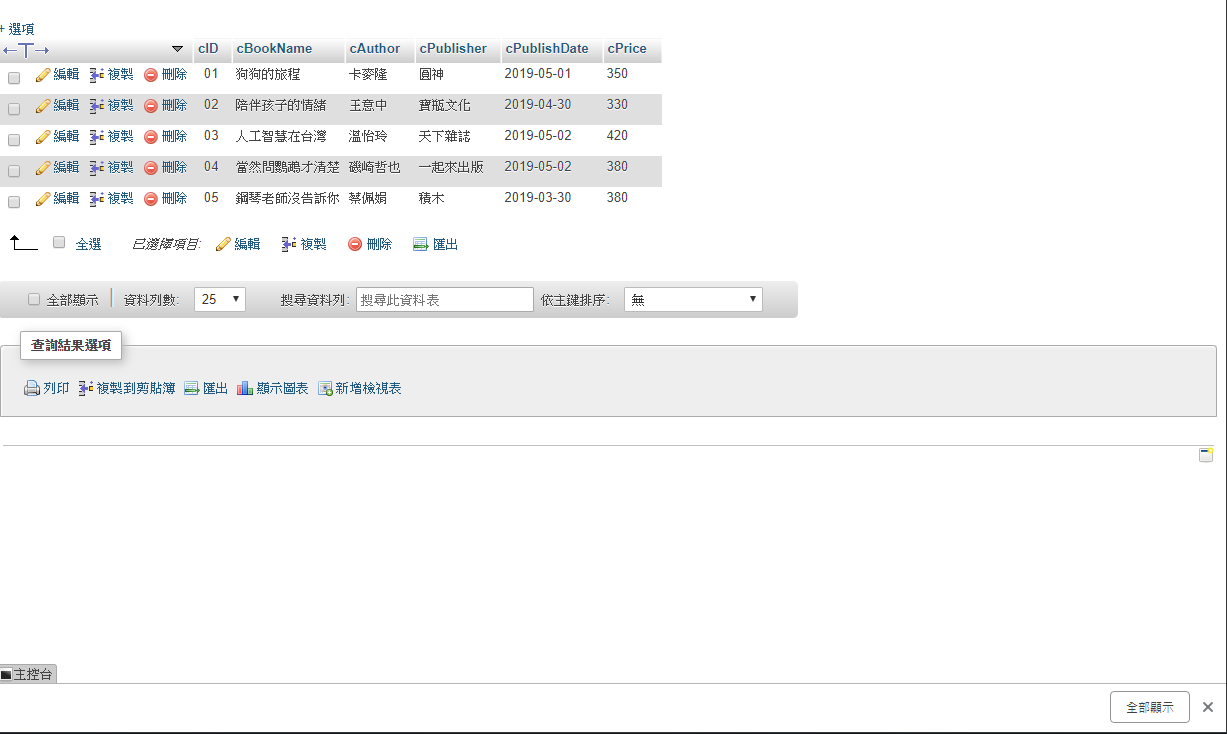 + 選項
←T→ cID cBookName cAuthor cPublisher cPublishDate cPrice
編輯 複製 刪除 01 狗狗的旅程 卡麥隆 圓神 2019-05-01 350
編輯 複製 刪除 02 陪伴孩子的情緒 王意中 寶瓶文化 2019-04-30 330
編輯 複製 刪除 03 人工智慧在台灣 溫怡玲 天下雜誌 2019-05-02 420
編輯 複製 刪除 04 當然問鸚鵡才清楚 磯崎哲也 一起來出版 2019-05-02 380
編輯 複製 刪除 05 鋼琴老師沒告訴你 蔡佩娟 積木 2019-03-30 380
全選 已選擇項目: 編輯 複製 刪除 匯出
全部顯示 資料列數: 25 搜尋資料列: 搜尋此資料表 依主鍵排序: 無
查詢結果選項
列印 複製到剪貼簿 匯出 顯示圖表 新增檢視表
主控台
全部顯示 ×